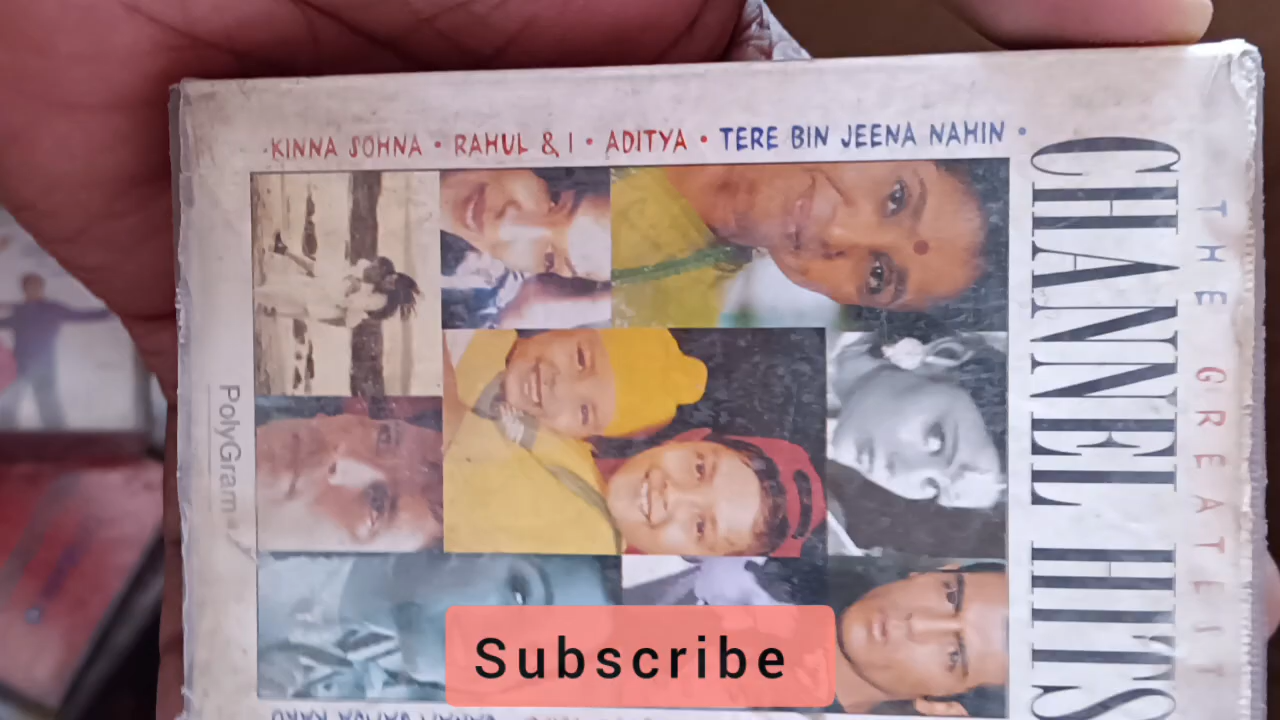 KINNA SOHNA • RAHUL & I • ADITYA • TERE BIN JEENA NAHIN •
THE GREATEST
CHANNEL HITS
PolyGram
Subscribe